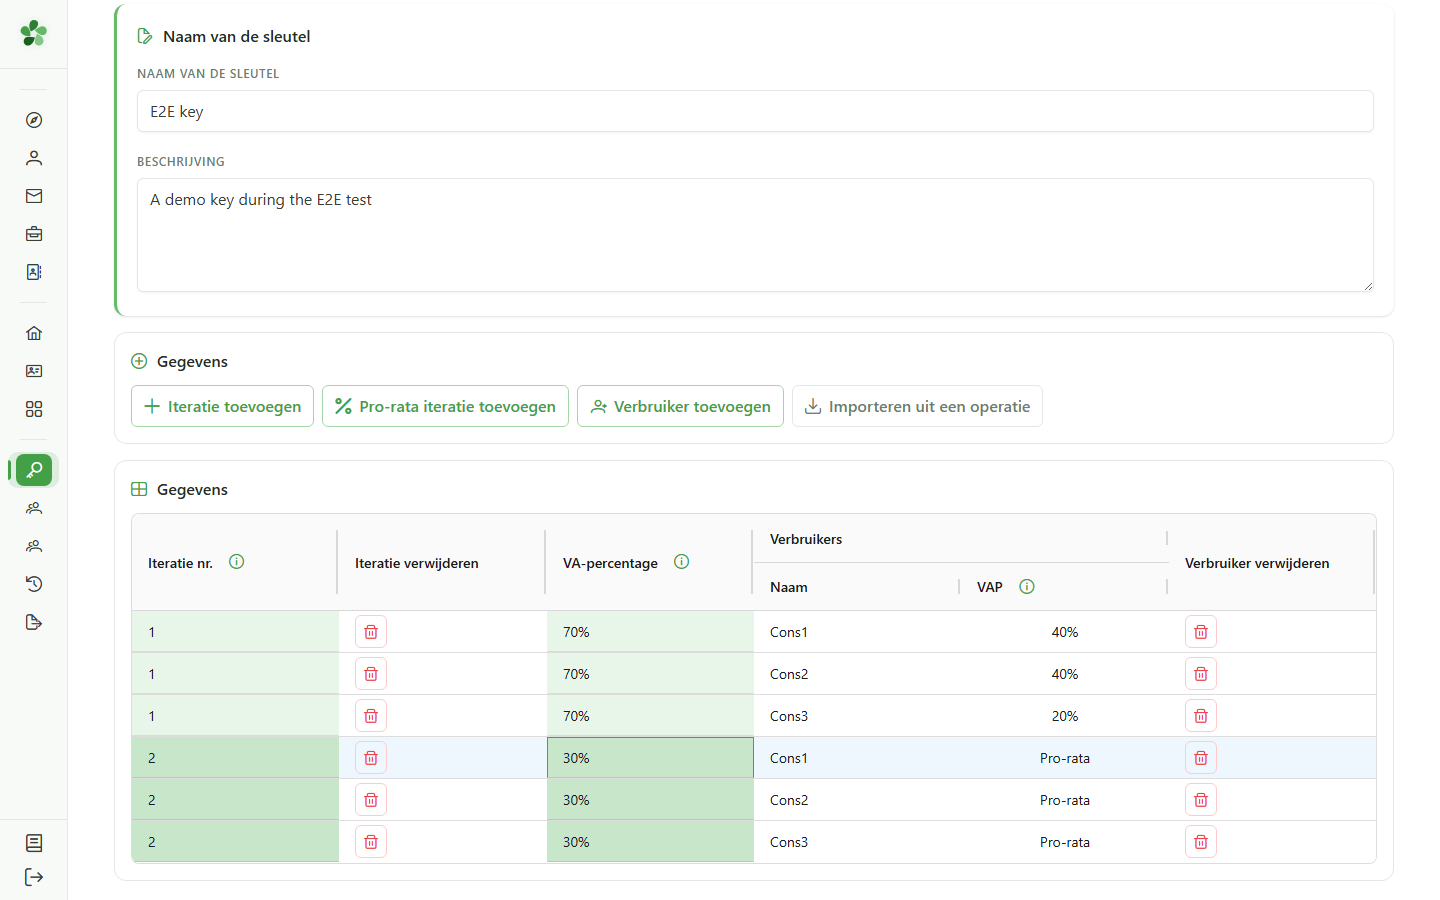 Naam van de sleutel
NAAM VAN DE SLEUTEL
E2E key
BESCHRIJVING
A demo key during the E2E test
Gegevens
Iteratie toevoegen
Pro-rata iteratie toevoegen
Verbruiker toevoegen
Importeren uit een operatie
Gegevens
Iteratie nr.
Iteratie verwijderen
VA-percentage
Verbruikers
Naam
VAP
Verbruiker verwijderen
1 70% Cons1 40%
1 70% Cons2 40%
1 70% Cons3 20%
2 30% Cons1 Pro-rata
2 30% Cons2 Pro-rata
2 30% Cons3 Pro-rata